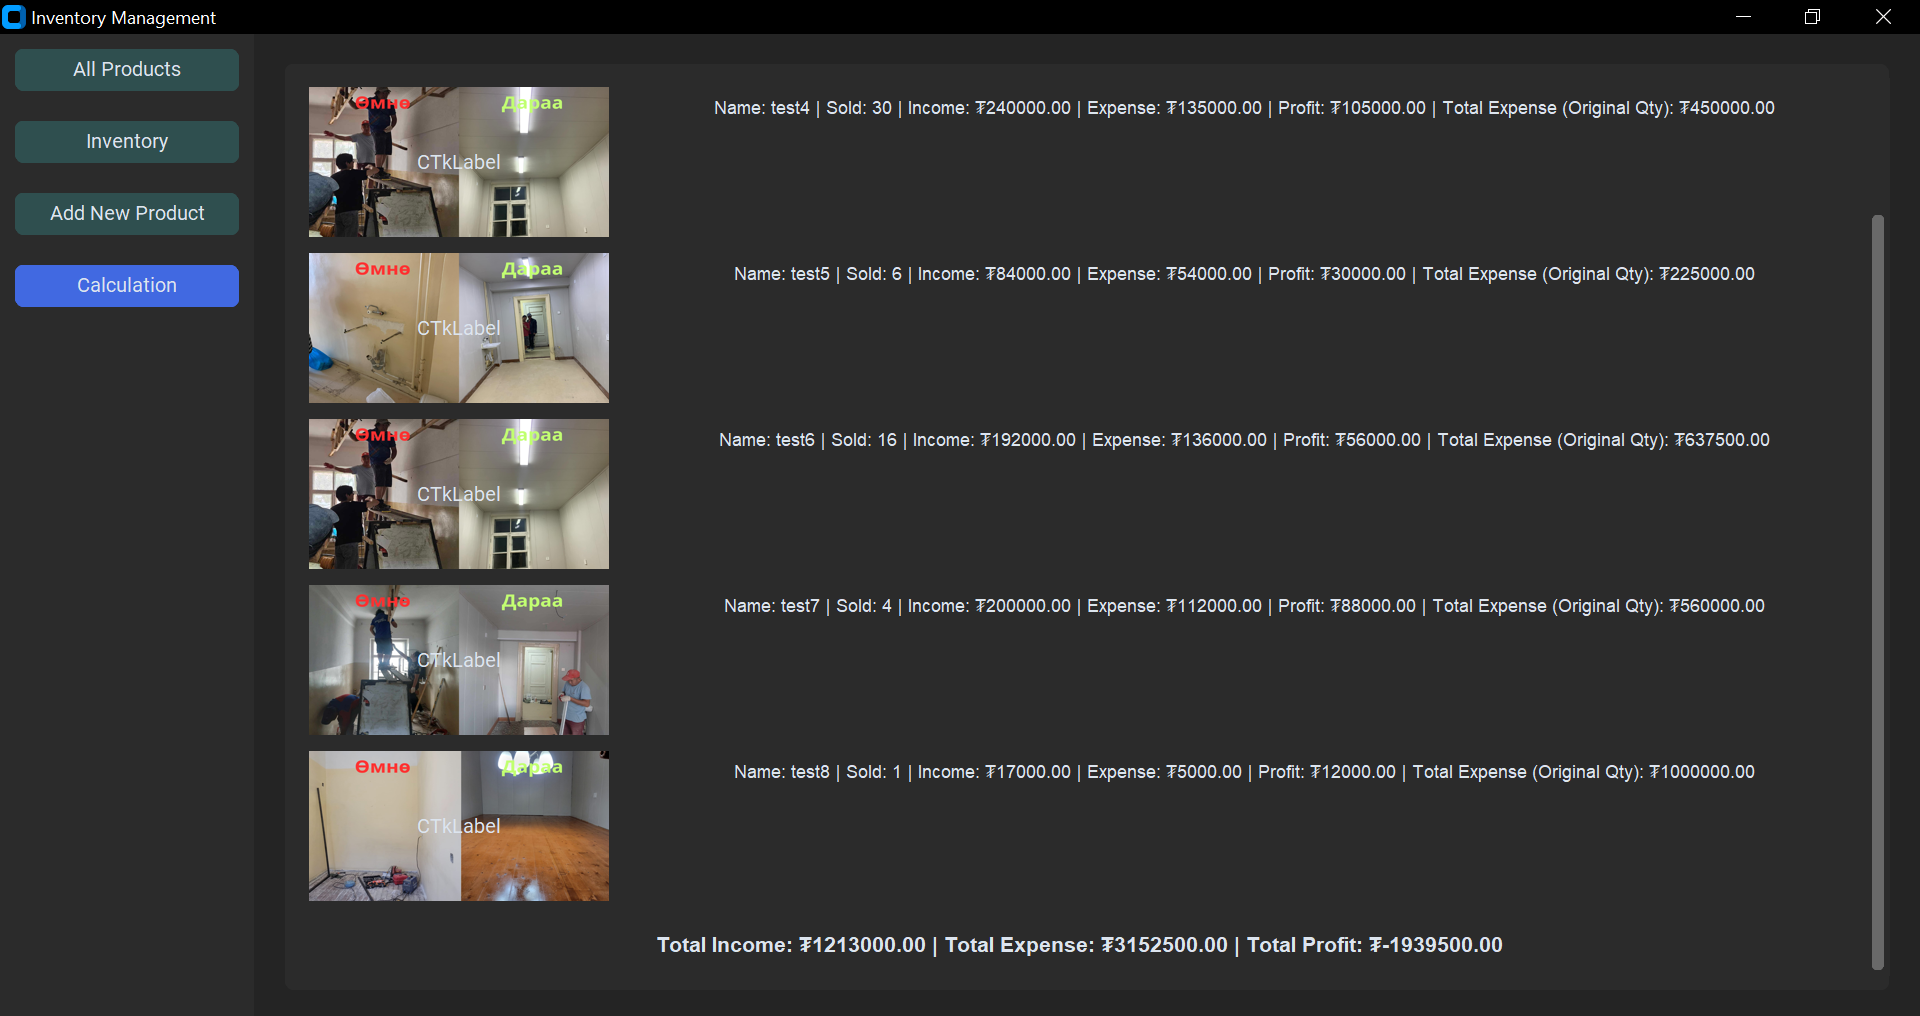 Inventory Management
All Products
Inventory
Add New Product
Calculation
Өмнө Дараа
CTkLabel
Name: test4 | Sold: 30 | Income: ₮240000.00 | Expense: ₮135000.00 | Profit: ₮105000.00 | Total Expense (Original Qty): ₮450000.00
Өмнө Дараа
CTkLabel
Name: test5 | Sold: 6 | Income: ₮84000.00 | Expense: ₮54000.00 | Profit: ₮30000.00 | Total Expense (Original Qty): ₮225000.00
Өмнө Дараа
CTkLabel
Name: test6 | Sold: 16 | Income: ₮192000.00 | Expense: ₮136000.00 | Profit: ₮56000.00 | Total Expense (Original Qty): ₮637500.00
Өмнө Дараа
CTkLabel
Name: test7 | Sold: 4 | Income: ₮200000.00 | Expense: ₮112000.00 | Profit: ₮88000.00 | Total Expense (Original Qty): ₮560000.00
Өмнө Дараа
CTkLabel
Name: test8 | Sold: 1 | Income: ₮17000.00 | Expense: ₮5000.00 | Profit: ₮12000.00 | Total Expense (Original Qty): ₮1000000.00
Total Income: ₮1213000.00 | Total Expense: ₮3152500.00 | Total Profit: ₮-1939500.00